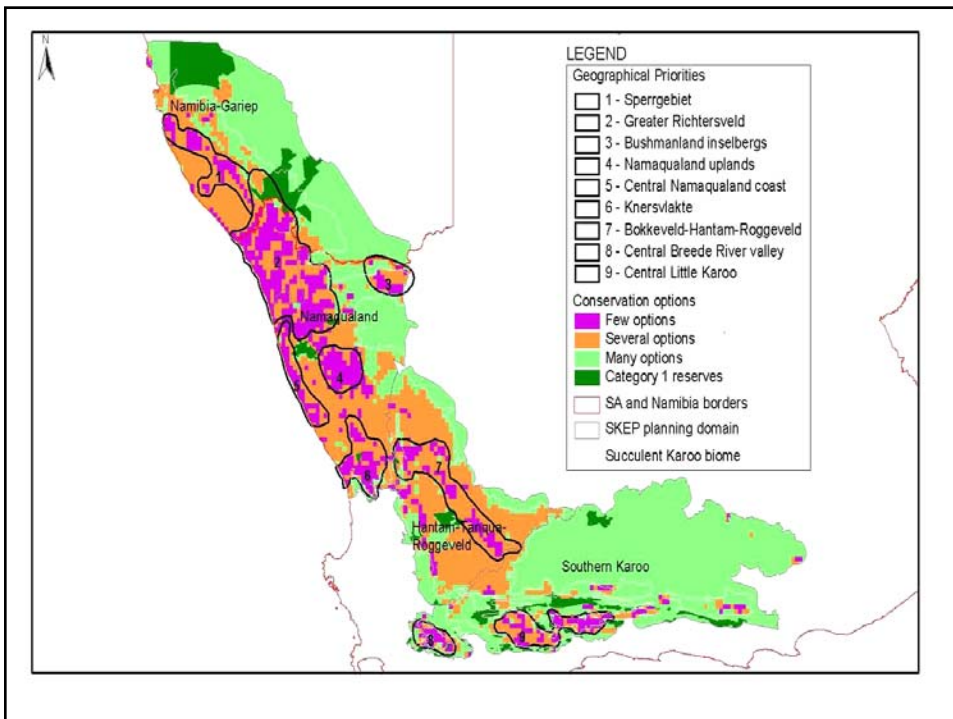 N
LEGEND
Geographical Priorities
1 - Sperrgebiet
2 - Greater Richtersveld
3 - Bushmanland inselbergs
4 - Namaqualand uplands
5 - Central Namaqualand coast
6 - Knersvlakte
7 - Bokkeveld-Hantam-Roggeveld
8 - Central Breede River valley
9 - Central Little Karoo
Conservation options
Few options
Several options
Many options
Category 1 reserves
SA and Namibia borders
SKEP planning domain
Succulent Karoo biome
Namibia-Gariep
1
2
3
Namaqualand
4
5
6
7
Hantam-Tanqua-
Roggeveld
Southern Karoo
8
9